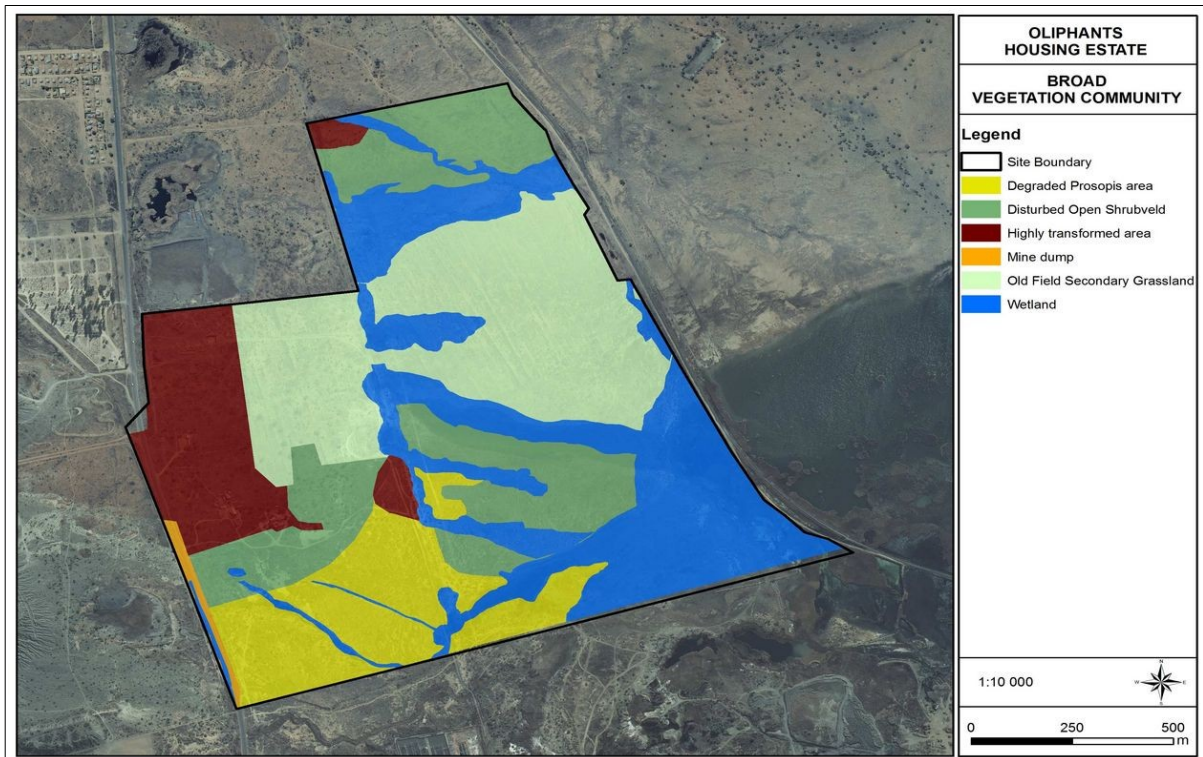 OLIPHANTS
HOUSING ESTATE
BROAD
VEGETATION COMMUNITY
Legend
Site Boundary
Degraded Prosopis area
Disturbed Open Shrubveld
Highly transformed area
Mine dump
Old Field Secondary Grassland
Wetland
1:10 000
N
W E
S
0 250 500
m